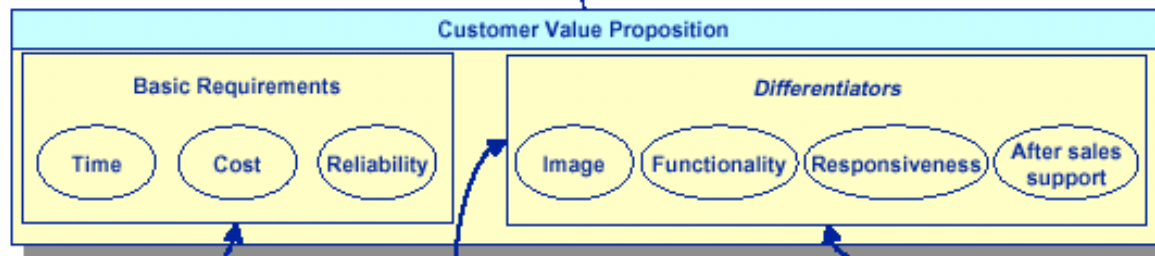 Customer Value Proposition
Basic Requirements
Time
Cost
Reliability
Differentiators
Image
Functionality
Responsiveness
After sales
support